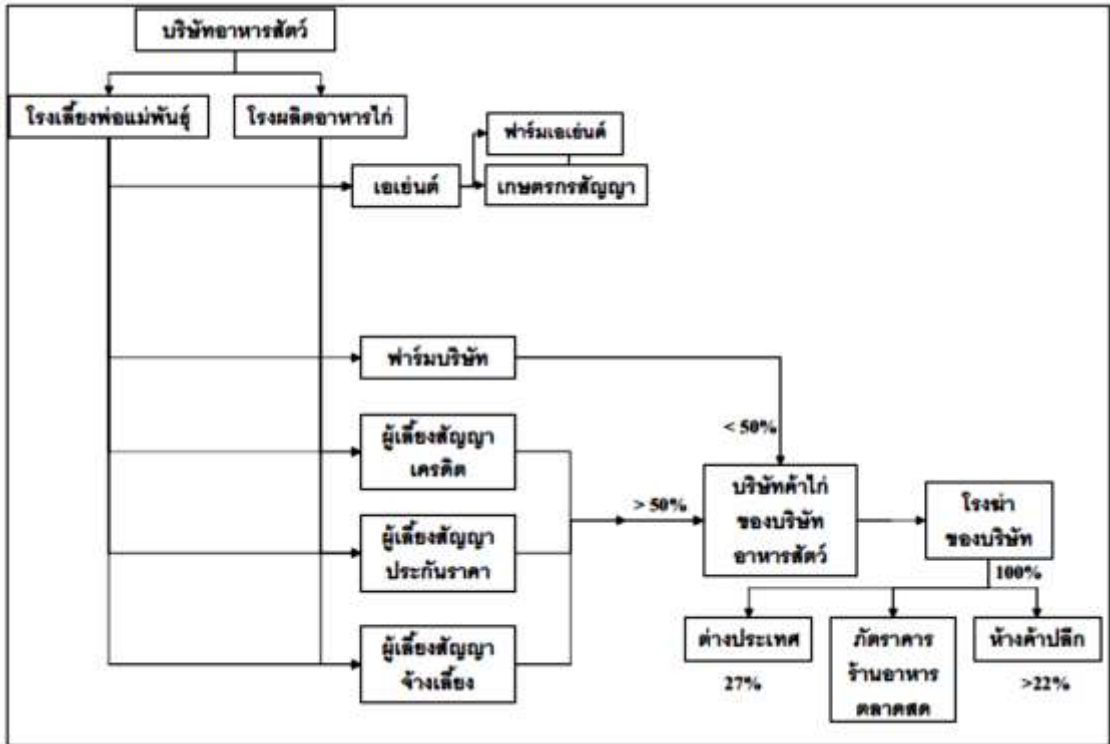 บริษัทอาหารสัตว์
โรงเลี้ยงพ่อแม่พันธุ์
โรงผลิตอาหารไก่
ฟาร์มเอเย่นต์
เอเย่นต์
เกษตรกรสัญญา
ฟาร์มบริษัท
< 50%
ผู้เลี้ยงสัญญา
เครดิต
> 50%
บริษัทค้าไก่
ของบริษัท
อาหารสัตว์
โรงฆ่า
ของบริษัท
ผู้เลี้ยงสัญญา
ประกันราคา
100%
ผู้เลี้ยงสัญญา
จ้างเลี้ยง
ต่างประเทศ
27%
ภัตราคาร
ร้านอาหาร
ตลาดสด
ห้างค้าปลีก
>22%